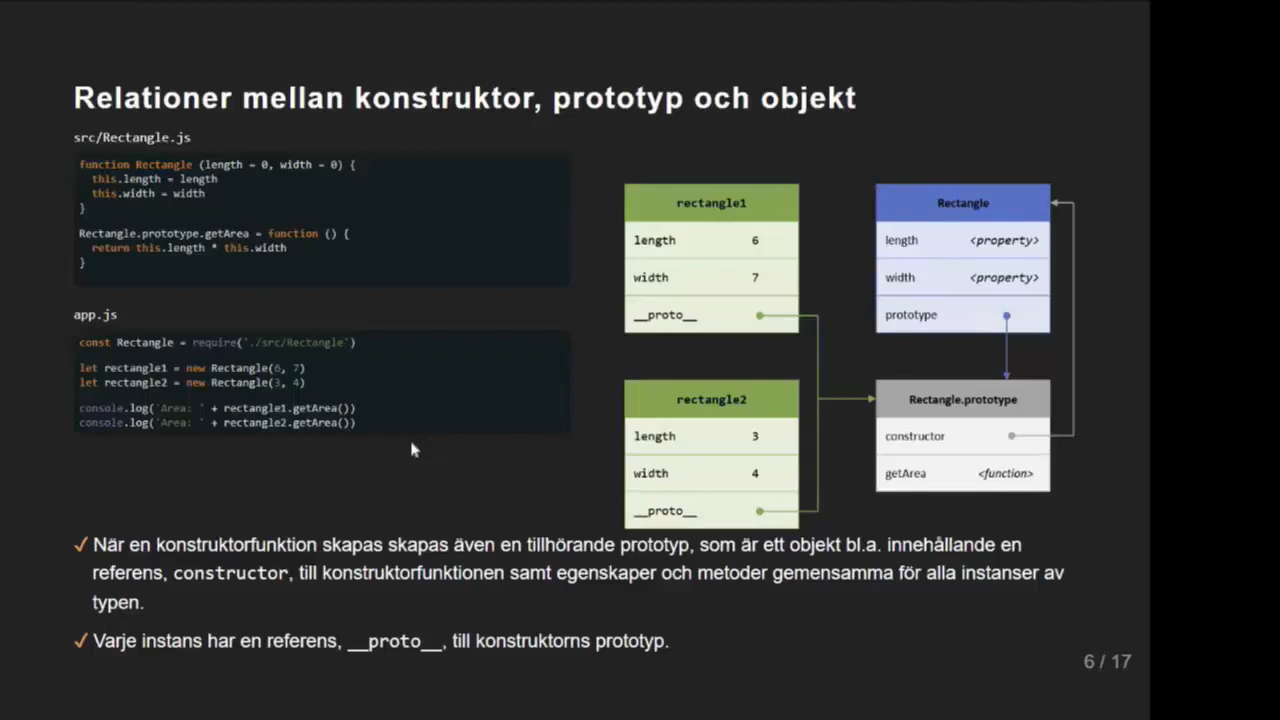 Relationer mellan konstruktor, prototyp och objekt
src/Rectangle.js
function Rectangle (length = 0, width = 0) {
this.length = length
this.width = width
}
Rectangle.prototype.getArea = function () {
return this.length * this.width
}
app.js
const Rectangle = require('./src/Rectangle')
let rectangle1 = new Rectangle(6, 7)
let rectangle2 = new Rectangle(3, 4)
console.log('Area: ' + rectangle1.getArea())
console.log('Area: ' + rectangle2.getArea())
rectangle1
length 6
width 7
__proto__
rectangle2
length 3
width 4
__proto__
Rectangle
length <property>
width <property>
prototype
Rectangle.prototype
constructor
getArea <function>
✓ När en konstruktorfunktion skapas skapas även en tillhörande prototyp, som är ett objekt bl.a. innehållande en
referens, constructor, till konstruktorfunktionen samt egenskaper och metoder gemensamma för alla instanser av
typen.
✓ Varje instans har en referens, __proto__, till konstruktorns prototyp.
6 / 17